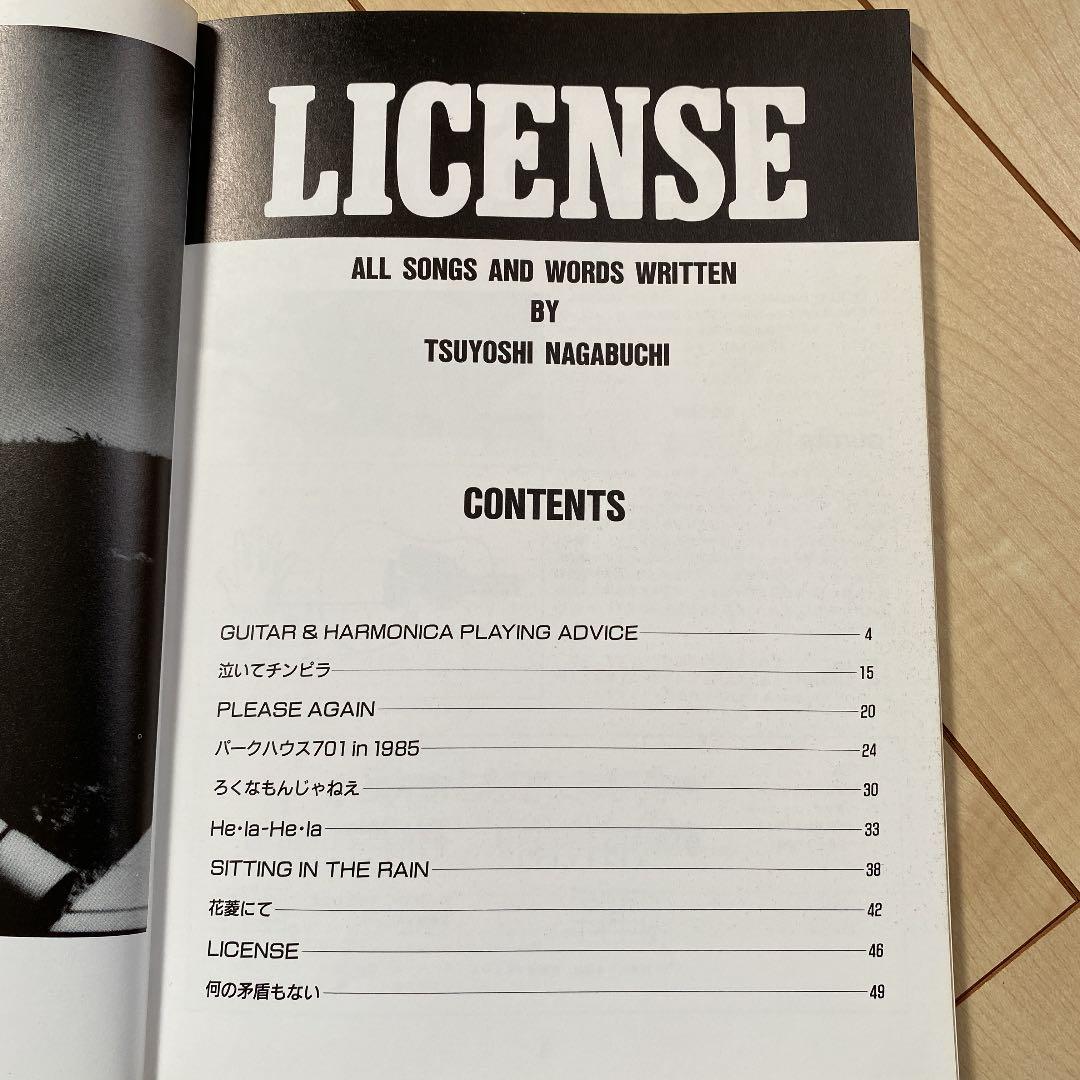 LICENSE
ALL SONGS AND WORDS WRITTEN
BY
TSUYOSHI NAGABUCHI
CONTENTS
GUITAR & HARMONICA PLAYING ADVICE 4
泣いてチンピラ 15
PLEASE AGAIN 20
パークハウス701 in 1985 24
ろくなもんじゃねえ 30
He・la-He・la 33
SITTING IN THE RAIN 38
花菱にて 42
LICENSE 46
何の矛盾もない 49